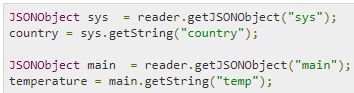 JSONObject sys  = reader.getJSONObject("sys");
country = sys.getString("country");

JSONObject main  = reader.getJSONObject("main");
temperature = main.getString("temp");